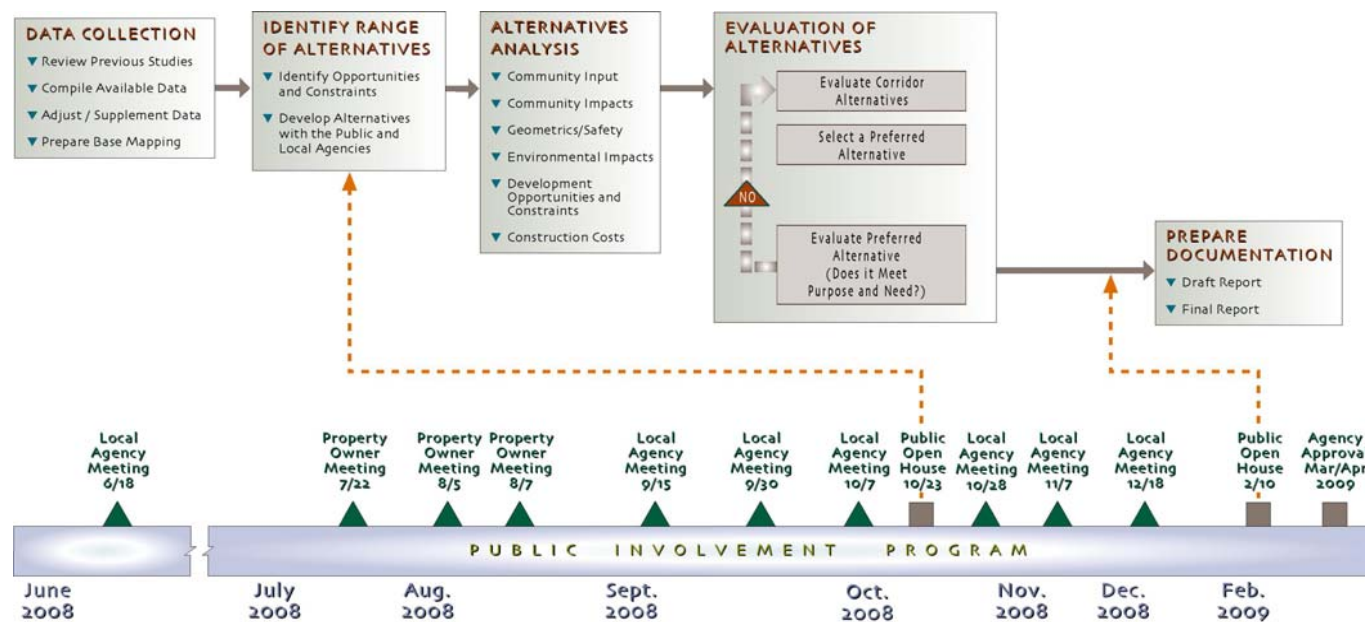 DATA COLLECTION
Review Previous Studies
Compile Available Data
Adjust / Supplement Data
Prepare Base Mapping
IDENTIFY RANGE
OF ALTERNATIVES
Identify Opportunities
and Constraints
Develop Alternatives
with the Public and
Local Agencies
ALTERNATIVES
ANALYSIS
Community Input
Community Impacts
Geometrics/Safety
Environmental Impacts
Development
Opportunities and
Constraints
Construction Costs
EVALUATION OF
ALTERNATIVES
Evaluate Corridor
Alternatives
Select a Preferred
Alternative
NO
Evaluate Preferred
Alternative
(Does it Meet
Purpose and Need?)
PREPARE
DOCUMENTATION
Draft Report
Final Report
Local
Agency
Meeting
6/18
Property
Owner
Meeting
7/22
Property
Owner
Meeting
8/5
Property
Owner
Meeting
8/7
Local
Agency
Meeting
9/15
Local
Agency
Meeting
9/30
Local
Agency
Meeting
10/7
Public
Open
House
10/23
Local
Agency
Meeting
10/28
Local
Agency
Meeting
11/7
Local
Agency
Meeting
12/18
Public
Open
House
2/10
Agency
Approval
Mar/Apr
2009
PUBLIC INVOLVEMENT PROGRAM
June
2008
July
2008
Aug.
2008
Sept.
2008
Oct.
2008
Nov.
2008
Dec.
2008
Feb.
2009